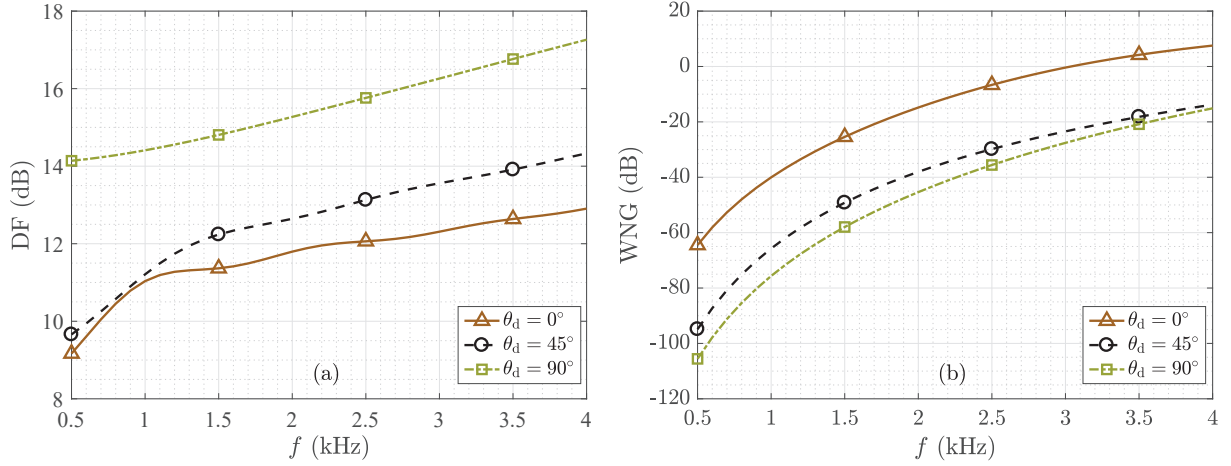 18
16
14
12
10
8
DF (dB)
0.5 1 1.5 2 2.5 3 3.5 4
f (kHz)
(a)
θd = 0°
θd = 45°
θd = 90°
20
0
-20
-40
-60
-80
-100
-120
WNG (dB)
0.5 1 1.5 2 2.5 3 3.5 4
f (kHz)
(b)
θd = 0°
θd = 45°
θd = 90°